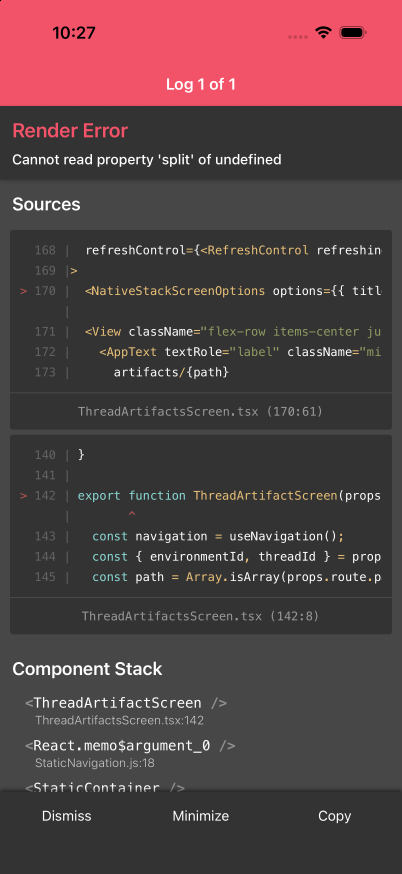 10:27
Log 1 of 1
Render Error
Cannot read property 'split' of undefined
Sources
168 | refreshControl={<RefreshControl refreshin
169 |>
> 170 | <NativeStackScreenOptions options={{ titl
|
171 | <View className="flex-row items-center ju
172 | <AppText textRole="label" className="mi
173 | artifacts/{path}
ThreadArtifactsScreen.tsx (170:61)
140 | }
141 |
> 142 | export function ThreadArtifactScreen(props
| ^
143 | const navigation = useNavigation();
144 | const { environmentId, threadId } = prop
145 | const path = Array.isArray(props.route.p
ThreadArtifactsScreen.tsx (142:8)
Component Stack
<ThreadArtifactScreen />
ThreadArtifactsScreen.tsx:142
<React.memo$argument_0 />
StaticNavigation.js:18
<StaticContainer />
Dismiss
Minimize
Copy